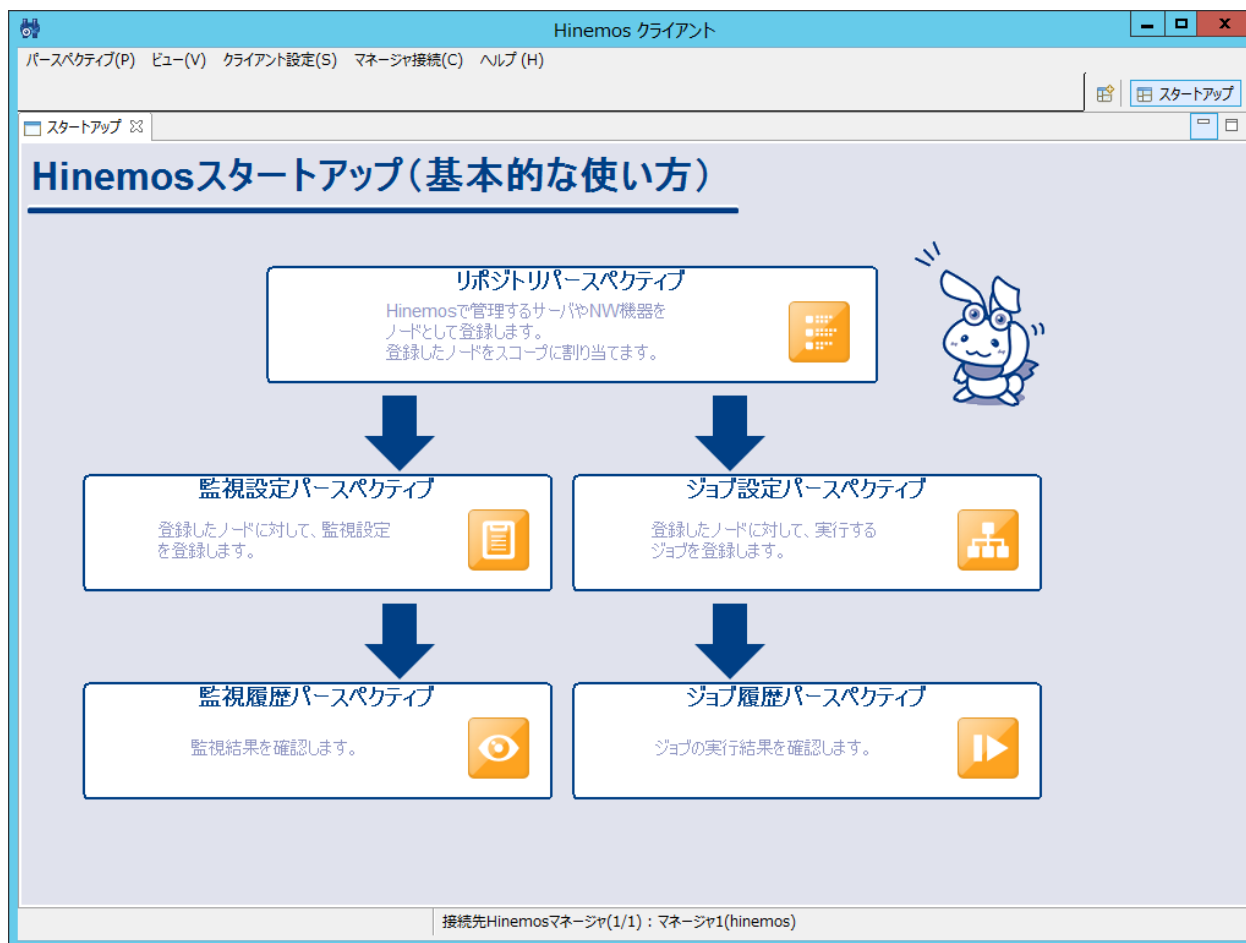 Hinemos クライアント
パースペクティブ(P) ビュー(V) クライアント設定(S) マネージャ接続(C) ヘルプ (H)
スタートアップ
スタートアップ
Hinemosスタートアップ(基本的な使い方)
リポジトリパースペクティブ
Hinemosで管理するサーバやNW機器を
ノードとして登録します。
登録したノードをスコープに割り当てます。
監視設定パースペクティブ
登録したノードに対して、監視設定
を登録します。
ジョブ設定パースペクティブ
登録したノードに対して、実行する
ジョブを登録します。
監視履歴パースペクティブ
監視結果を確認します。
ジョブ履歴パースペクティブ
ジョブの実行結果を確認します。
接続先Hinemosマネージャ(1/1) : マネージャ1(hinemos)